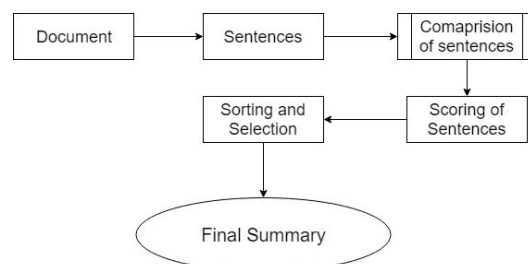 Document
Sentences
Comaprision
of sentences
Scoring of
Sentences
Sorting and
Selection
Final Summary